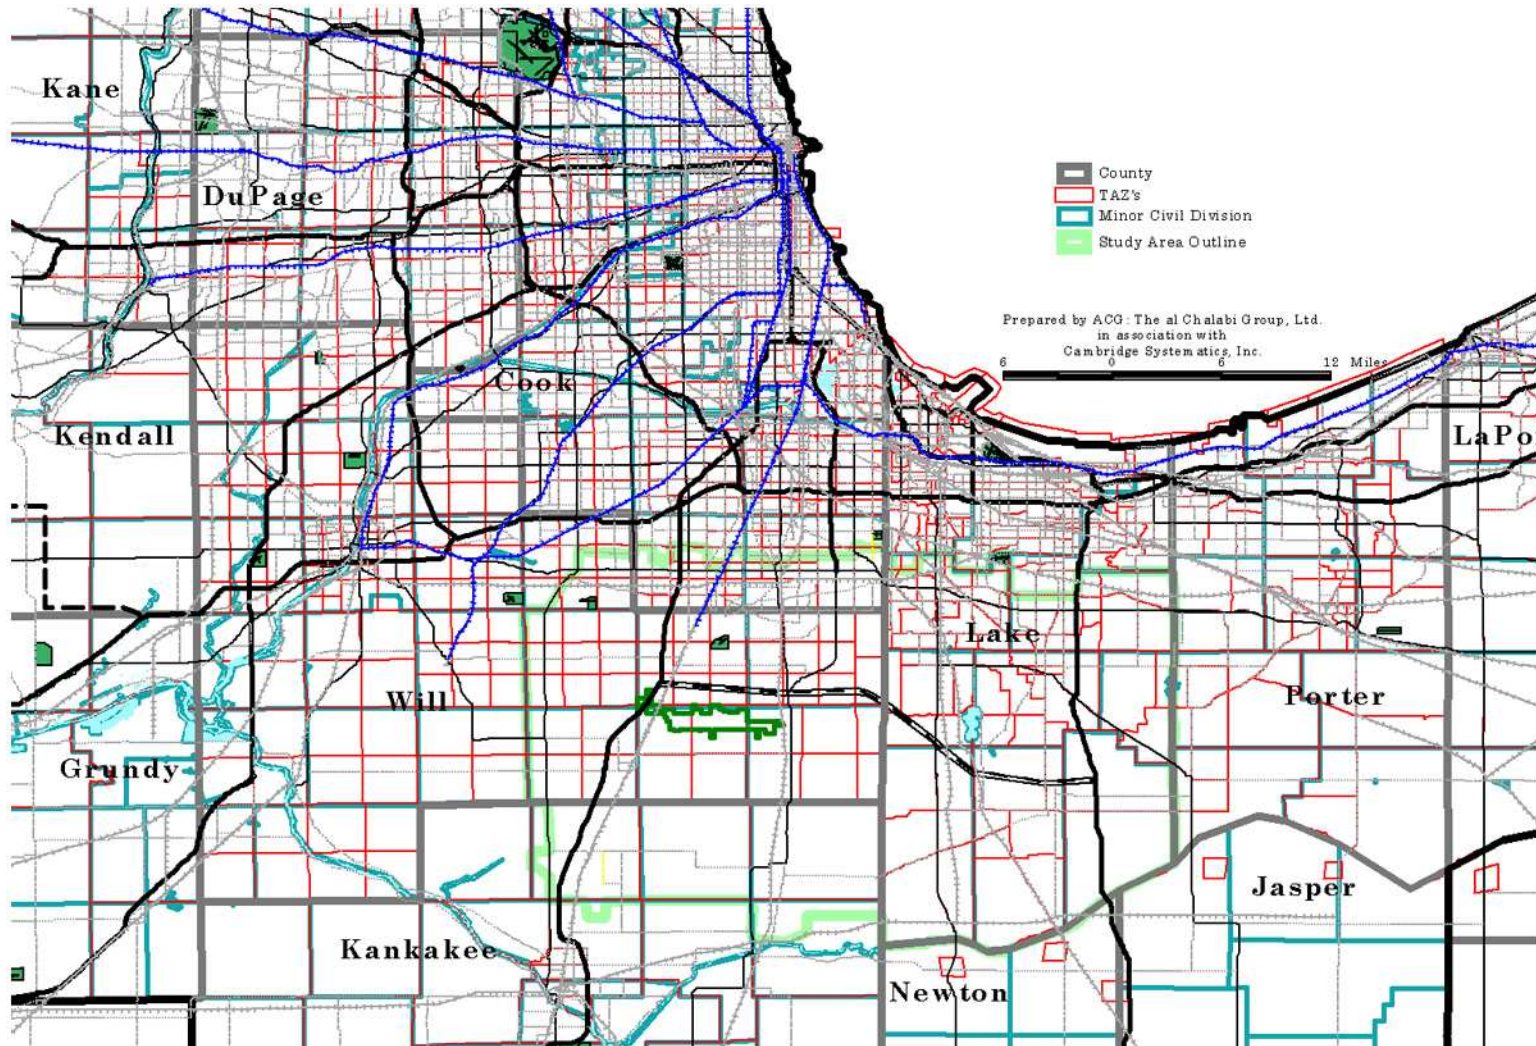 Kane
DuPage
County
TAZ's
Minor Civil Division
Study Area Outline
Prepared by ACG: The al Chalabi Group, Ltd.
in association with
Cambridge Systematics, Inc.
6 0 6 12 Miles
Cook
Kendall
LaPo
Lake
Will
Porter
Grundy
Jasper
Kankakee
Newton